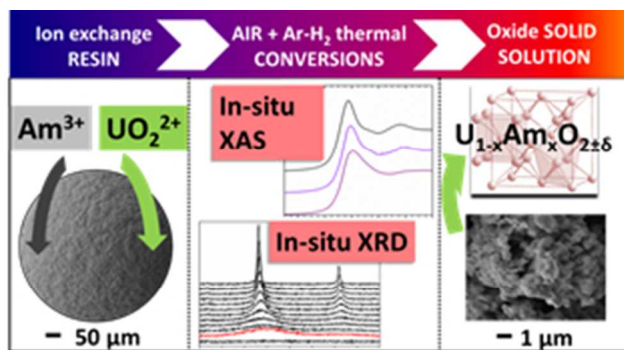 Ion exchange
RESIN
AIR + Ar-H₂ thermal
CONVERSIONS
Oxide SOLID
SOLUTION
Am³⁺
UO₂²⁺
50 µm
In-situ
XAS
In-situ XRD
U₁₋ₓAmₓO₂±δ
1 µm